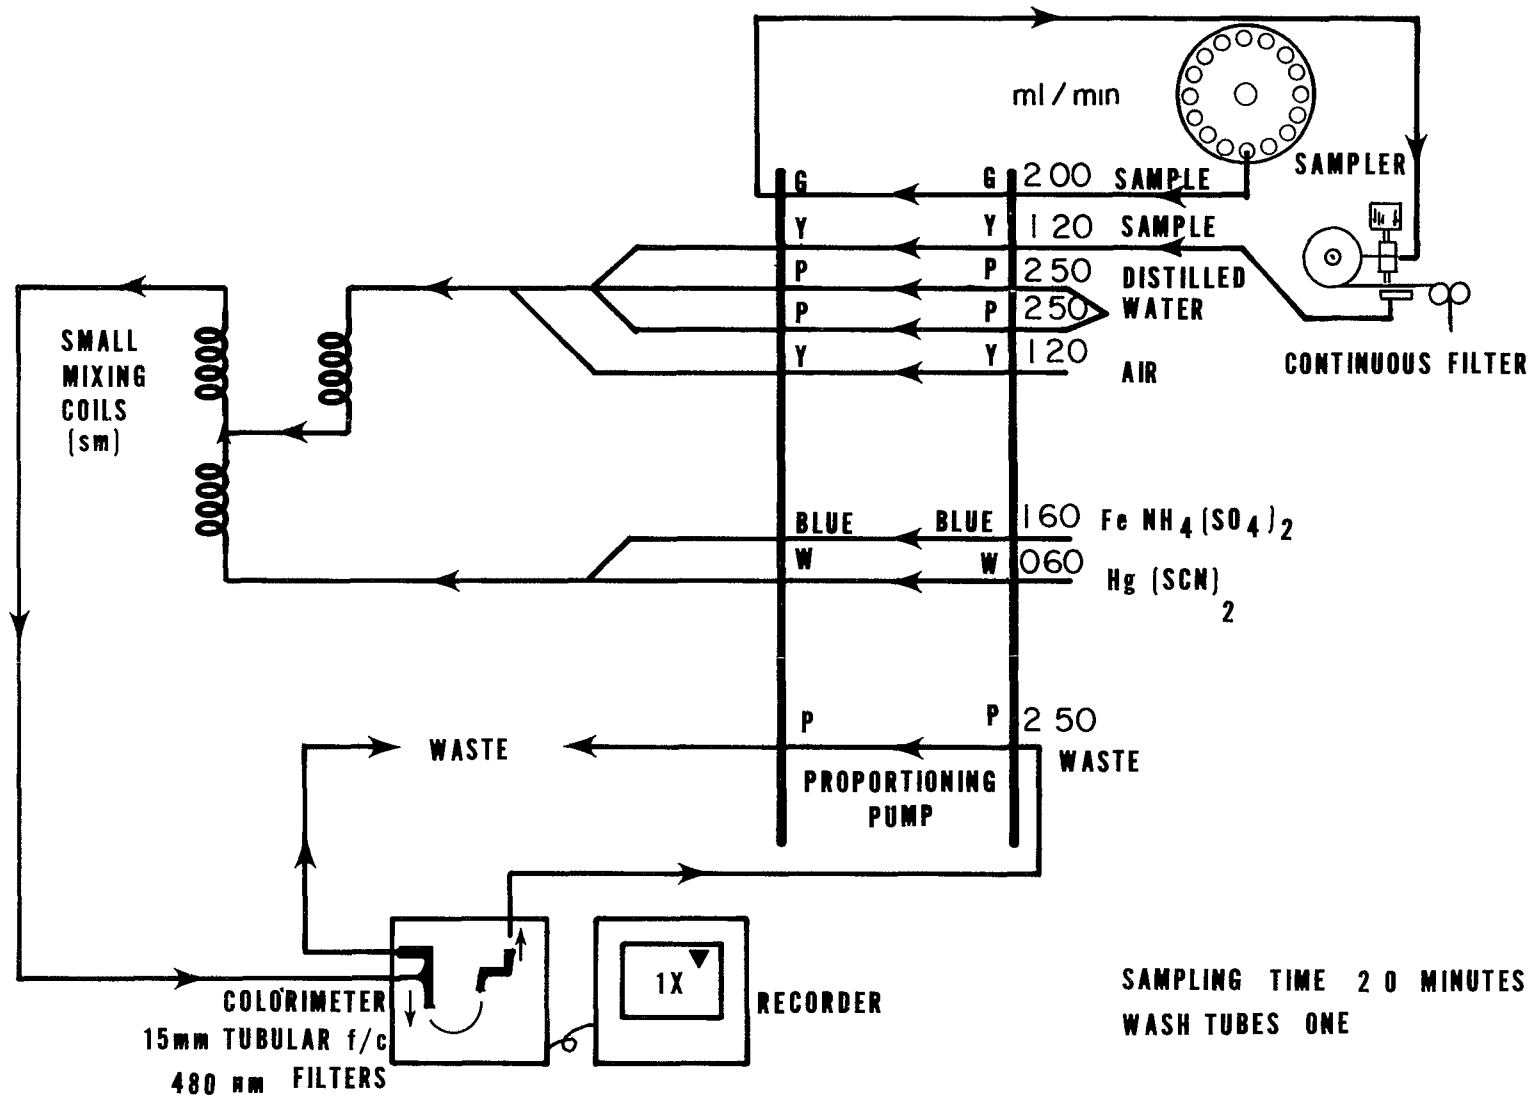 ml/min
SAMPLER
G G 2 00 SAMPLE
Y Y 1 20 SAMPLE
P P 2 50 DISTILLED
P P 2 50 WATER
Y Y 1 20 AIR
CONTINUOUS FILTER
SMALL
MIXING
COILS
(sm)
BLUE BLUE 1 60 Fe NH4(SO4)2
W W 060 Hg (SCN)2
P P 2 50
WASTE WASTE
PROPORTIONING
PUMP
1X
COLORIMETER RECORDER
15mm TUBULAR f/c
480 nm FILTERS
SAMPLING TIME 2 0 MINUTES
WASH TUBES ONE